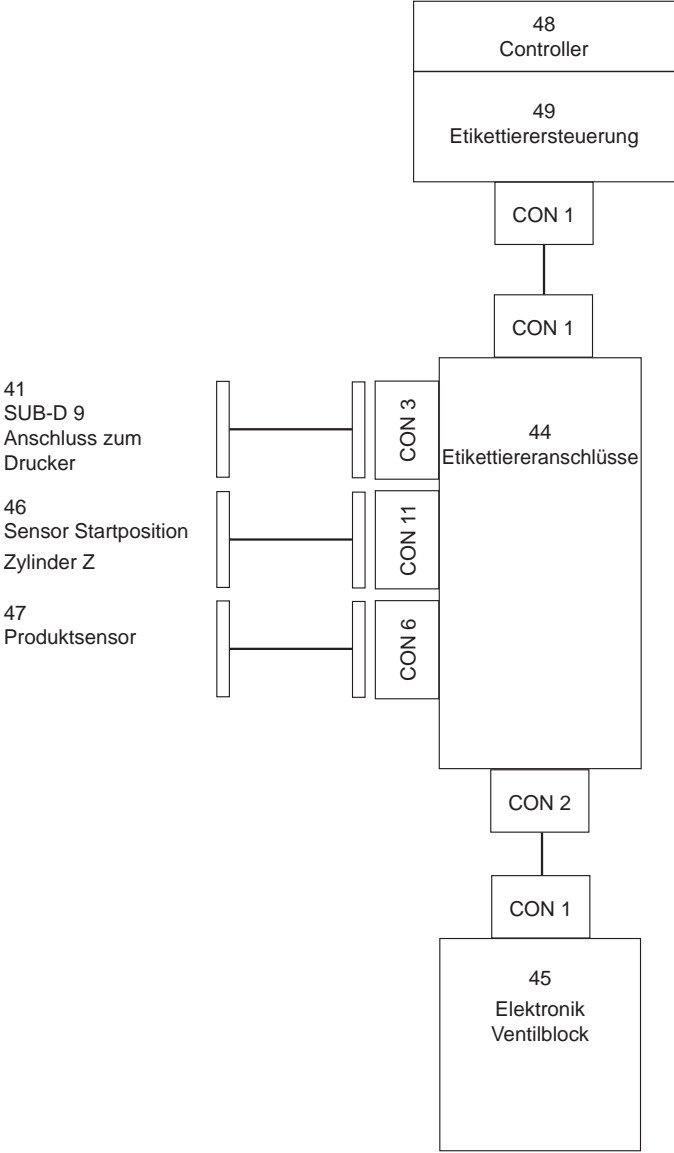 48
Controller
49
Etikettierersteuerung
CON 1
CON 1
41
SUB-D 9
Anschluss zum
Drucker
CON 3
44
Etikettiereranschlüsse
46
Sensor Startposition
Zylinder Z
CON 11
47
Produktsensor
CON 6
CON 2
CON 1
45
Elektronik
Ventilblock